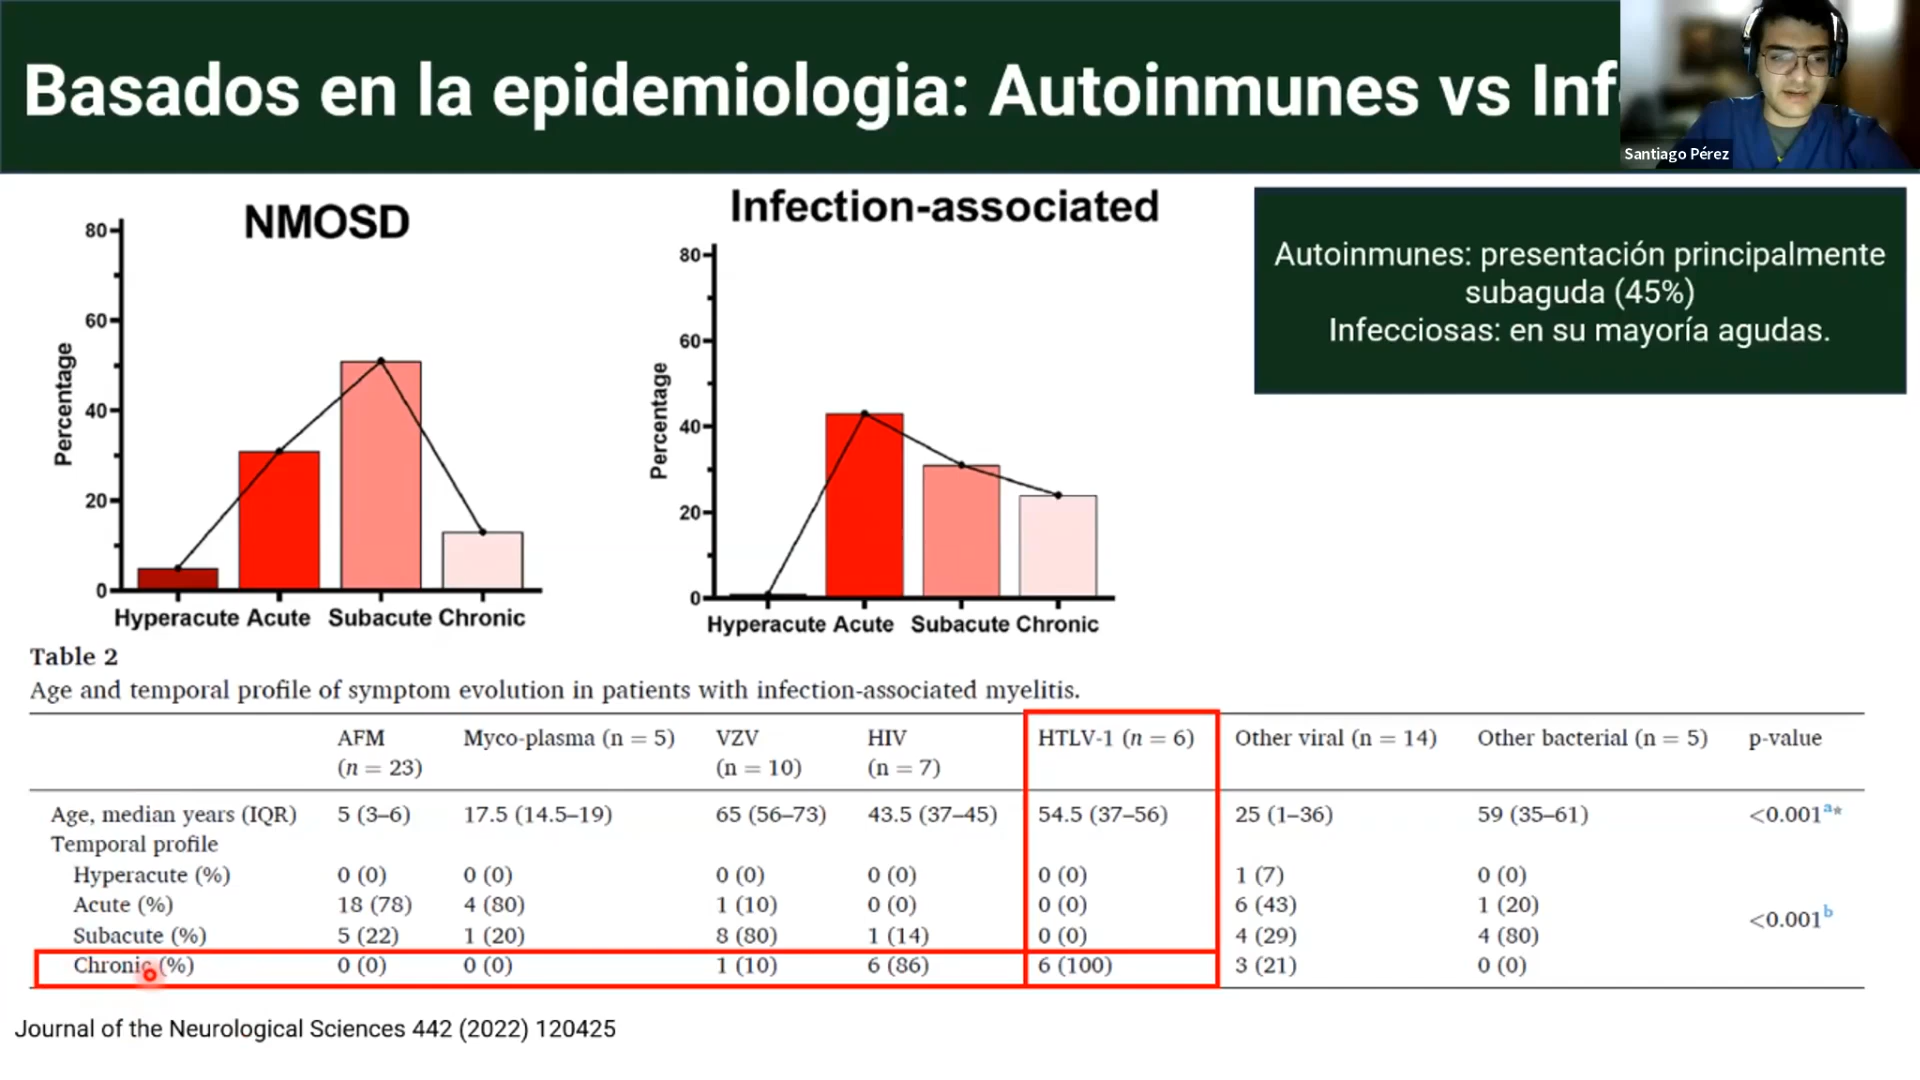 Basados en la epidemiologia: Autoinmunes vs Inf
Santiago Pérez
NMOSD
80
60
40
20
0
Percentage
Hyperacute Acute Subacute Chronic
Infection-associated
80
60
40
20
0
Percentage
Hyperacute Acute Subacute Chronic
Autoinmunes: presentación principalmente
subaguda (45%)
Infecciosas: en su mayoría agudas.
Table 2
Age and temporal profile of symptom evolution in patients with infection-associated myelitis.
AFM (n = 23) Myco-plasma (n = 5) VZV (n = 10) HIV (n = 7) HTLV-1 (n = 6) Other viral (n = 14) Other bacterial (n = 5) p-value
Age, median years (IQR) 5 (3–6) 17.5 (14.5–19) 65 (56–73) 43.5 (37–45) 54.5 (37–56) 25 (1–36) 59 (35–61) <0.001a*
Temporal profile
Hyperacute (%) 0 (0) 0 (0) 0 (0) 0 (0) 0 (0) 1 (7) 0 (0)
Acute (%) 18 (78) 4 (80) 1 (10) 0 (0) 0 (0) 6 (43) 1 (20) <0.001b
Subacute (%) 5 (22) 1 (20) 8 (80) 1 (14) 0 (0) 4 (29) 4 (80)
Chronic (%) 0 (0) 0 (0) 1 (10) 6 (86) 6 (100) 3 (21) 0 (0)
Journal of the Neurological Sciences 442 (2022) 120425